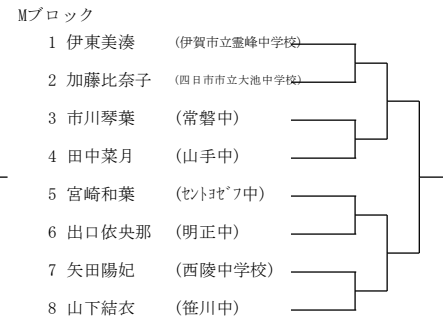 Mブロック
1 伊東美湊 (伊賀市立霊峰中学校)
2 加藤比奈子 (四日市市立大池中学校)
3 市川琴葉 (常磐中)
4 田中菜月 (山手中)
5 宮崎和葉 (ｾﾝﾄﾖｾﾞﾌ中)
6 出口依央那 (明正中)
7 矢田陽妃 (西陵中学校)
8 山下結衣 (笹川中)